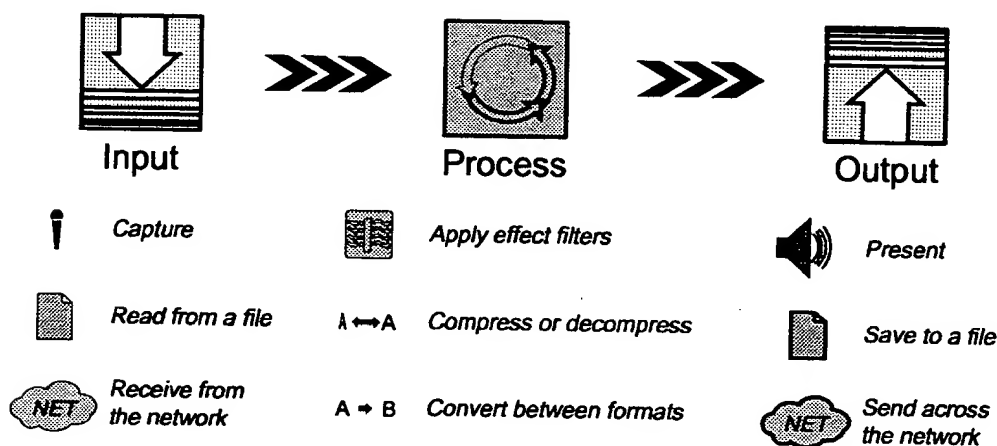 Input
Process
Output
Capture
Apply effect filters
Present
Read from a file
A ↔ A Compress or decompress
Save to a file
NET
Receive from
the network
A → B Convert between formats
NET
Send across
the network